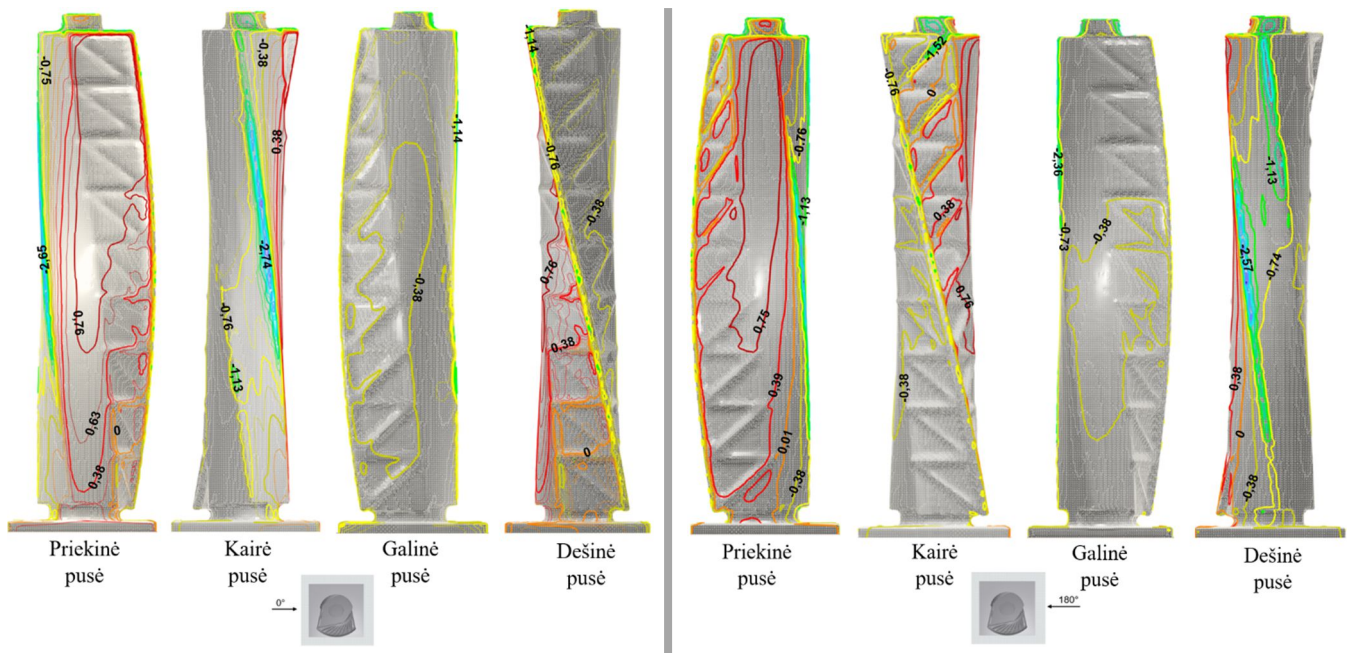 -0,75
-2,65
0,76
0,63
0
0,38
-0,38
0,38
-2,74
-0,76
-1,13
-1,14
-0,38
-1,14
-0,76
-0,38
0,76
0,38
0
Priekinė
pusė
Kairė
pusė
Galinė
pusė
Dešinė
pusė
0°
-0,76
-1,13
0,75
0,39
0,01
-0,38
-1,52
-0,76
0
0,38
-0,76
-0,38
-2,36
-0,38
-0,73
-1,13
-2,57
-0,74
0,38
0
-0,38
Priekinė
pusė
Kairė
pusė
Galinė
pusė
Dešinė
pusė
180°